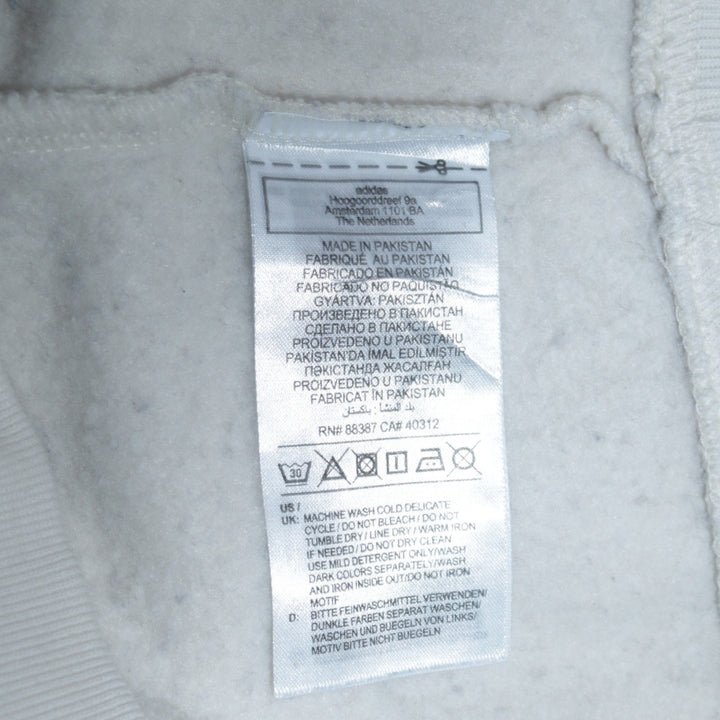 adidas
Hoogoorddreef 9a
Amsterdam 1101 BA
The Netherlands
MADE IN PAKISTAN
FABRIQUÉ AU PAKISTAN
FABRICADO EN PAKISTÁN
FABRICADO NO PAQUISTÃO
GYÁRTVA: PAKISZTÁN
ПРОИЗВЕДЕНО В ПАКИСТАН
СДЕЛАНО В ПАКИСТАНЕ
PROIZVEDENO U PAKISTANU
PAKİSTAN'DA İMAL EDİLMİŞTİR
ПӘКІСТАНДА ЖАСАЛҒАН
PROIZVEDENO U PAKISTANU
FABRICAT ÎN PAKISTAN
بلد المنشأ : باكستان
RN# 88387 CA# 40312
30
US /
UK: MACHINE WASH COLD DELICATE
CYCLE / DO NOT BLEACH / DO NOT
TUMBLE DRY / LINE DRY / WARM IRON
IF NEEDED / DO NOT DRY CLEAN
USE MILD DETERGENT ONLY/WASH
DARK COLORS SEPARATELY/WASH
AND IRON INSIDE OUT/DO NOT IRON
MOTIF
D: BITTE FEINWASCHMITTEL VERWENDEN/
DUNKLE FARBEN SEPARAT WASCHEN/
WASCHEN UND BUEGELN VON LINKS/
MOTIV BITTE NICHT BUEGELN